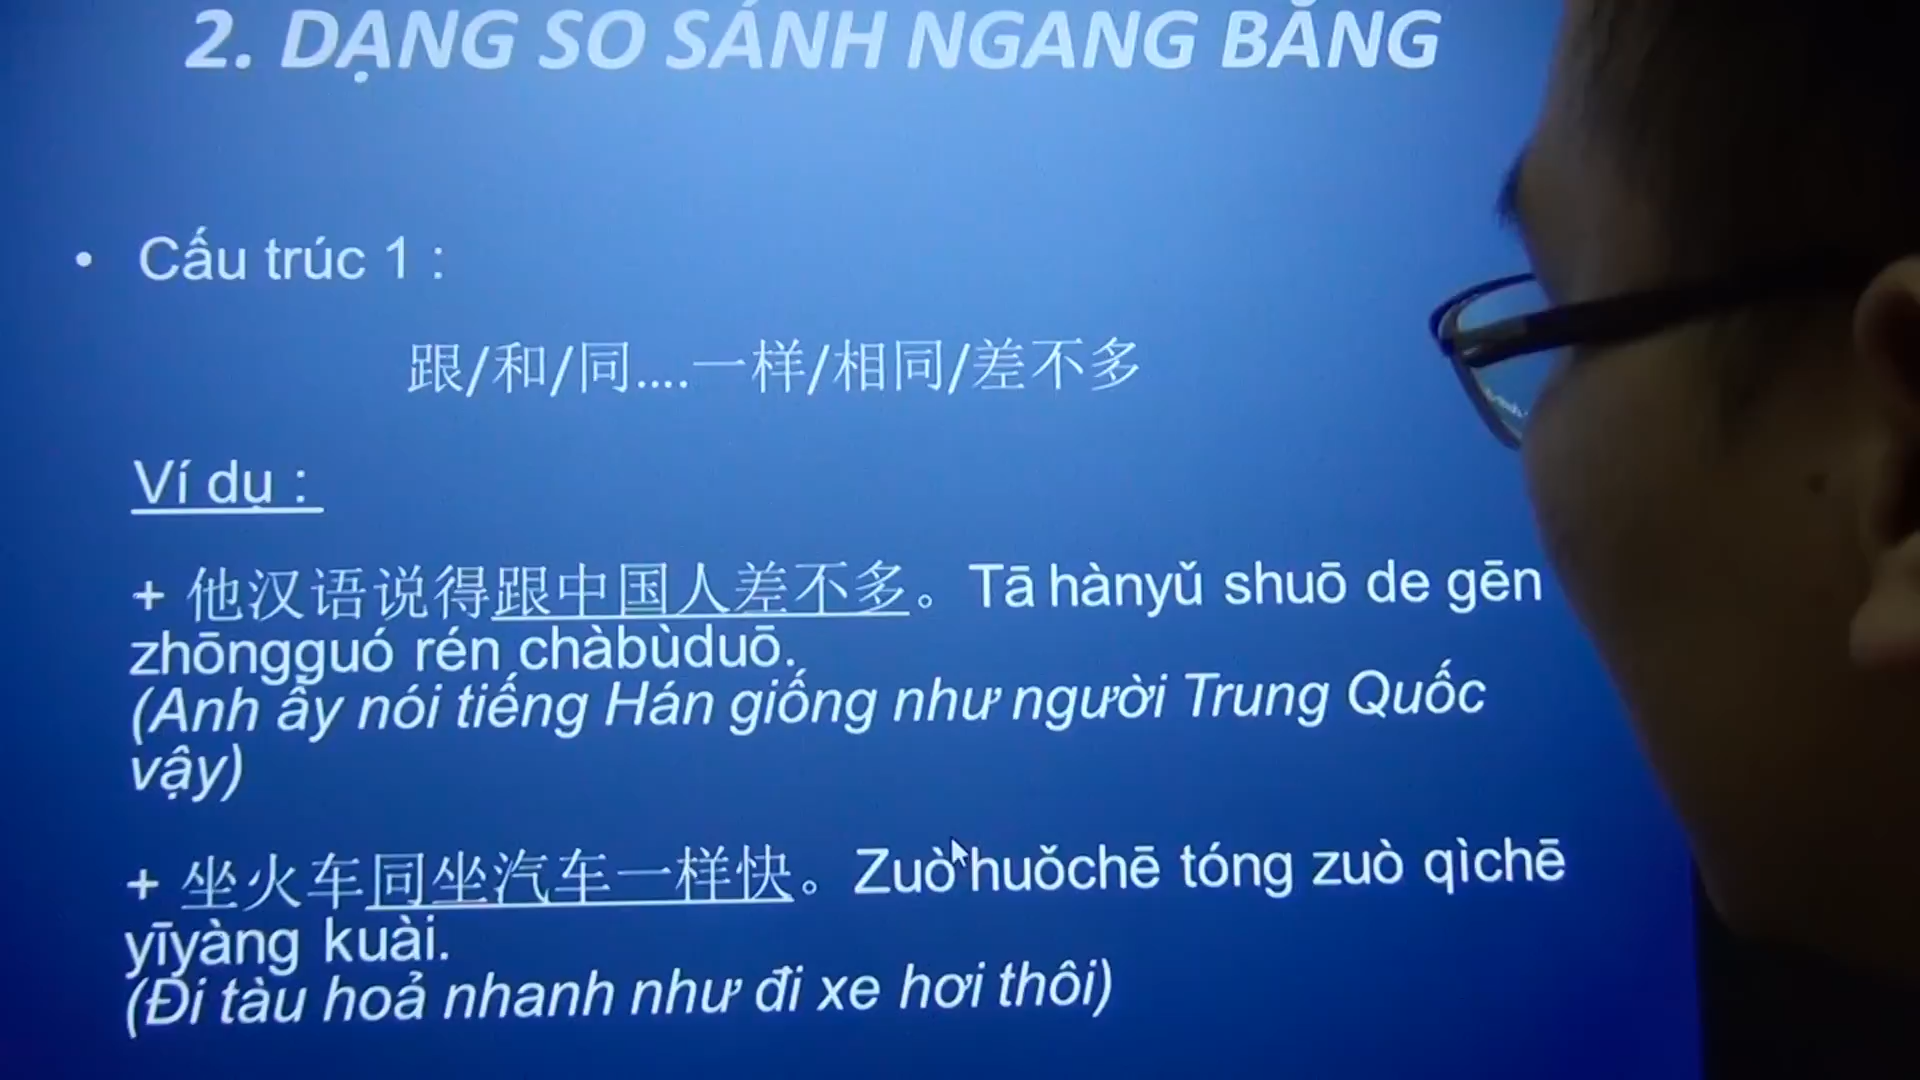 2. DẠNG SO SÁNH NGANG BẰNG
• Cấu trúc 1 :
跟/和/同....一样/相同/差不多
Ví dụ :
+ 他汉语说得跟中国人差不多。Tā hànyǔ shuō de gēn
zhōngguó rén chàbùduō.
(Anh ấy nói tiếng Hán giống như người Trung Quốc
vậy)
+ 坐火车同坐汽车一样快。Zuò huǒchē tóng zuò qìchē
yīyàng kuài.
(Đi tàu hoả nhanh như đi xe hơi thôi)